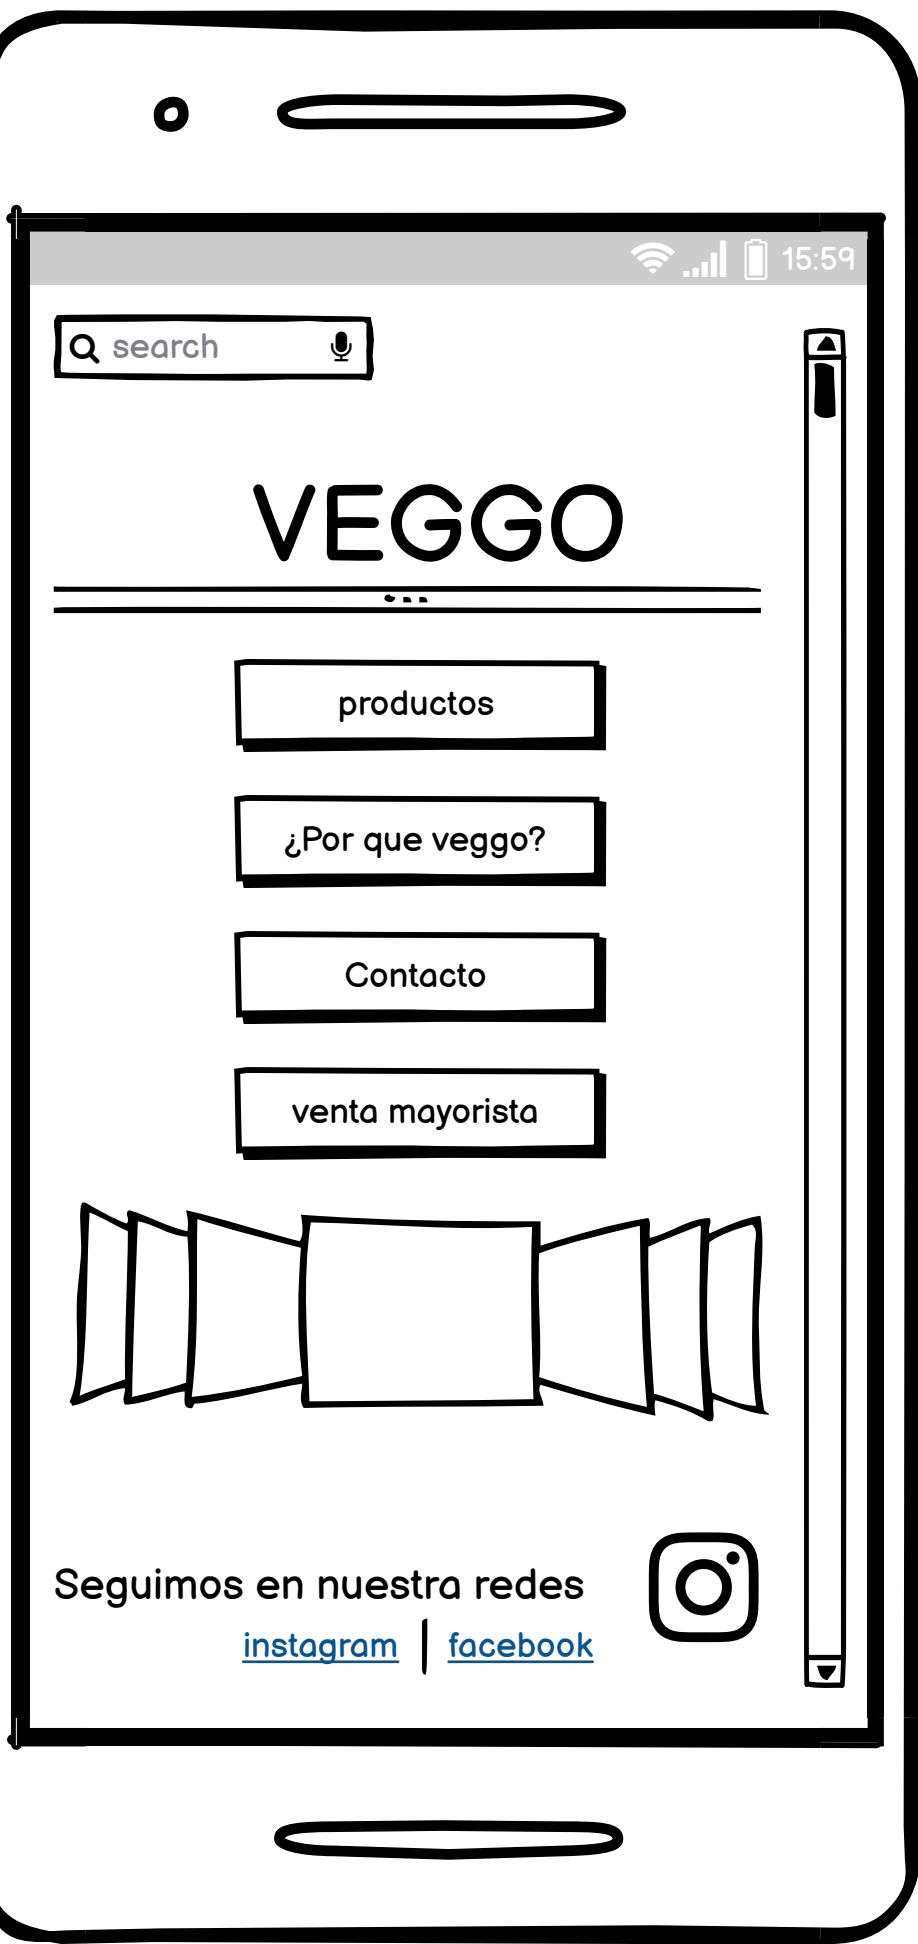 15:59
search
VEGGO
productos
¿Por que veggo?
Contacto
venta mayorista
Seguimos en nuestra redes
instagram facebook